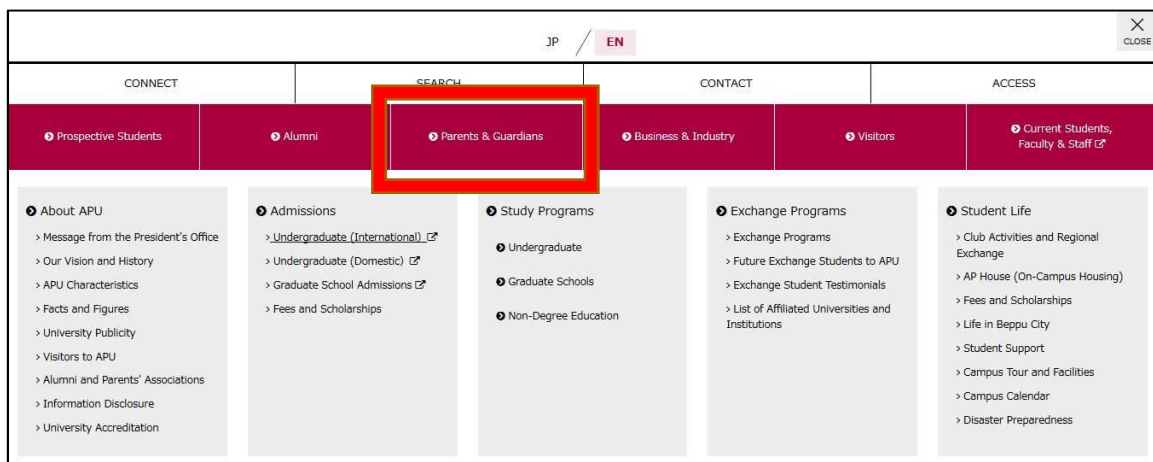 JP / EN
CLOSE
CONNECT
SEARCH
CONTACT
ACCESS
Prospective Students
Alumni
Parents & Guardians
Business & Industry
Visitors
Current Students,
Faculty & Staff
About APU
> Message from the President's Office
> Our Vision and History
> APU Characteristics
> Facts and Figures
> University Publicity
> Visitors to APU
> Alumni and Parents' Associations
> Information Disclosure
> University Accreditation
Admissions
> Undergraduate (International)
> Undergraduate (Domestic)
> Graduate School Admissions
> Fees and Scholarships
Study Programs
Undergraduate
Graduate Schools
Non-Degree Education
Exchange Programs
> Exchange Programs
> Future Exchange Students to APU
> Exchange Student Testimonials
> List of Affiliated Universities and
Institutions
Student Life
> Club Activities and Regional
Exchange
> AP House (On-Campus Housing)
> Fees and Scholarships
> Life in Beppu City
> Student Support
> Campus Tour and Facilities
> Campus Calendar
> Disaster Preparedness